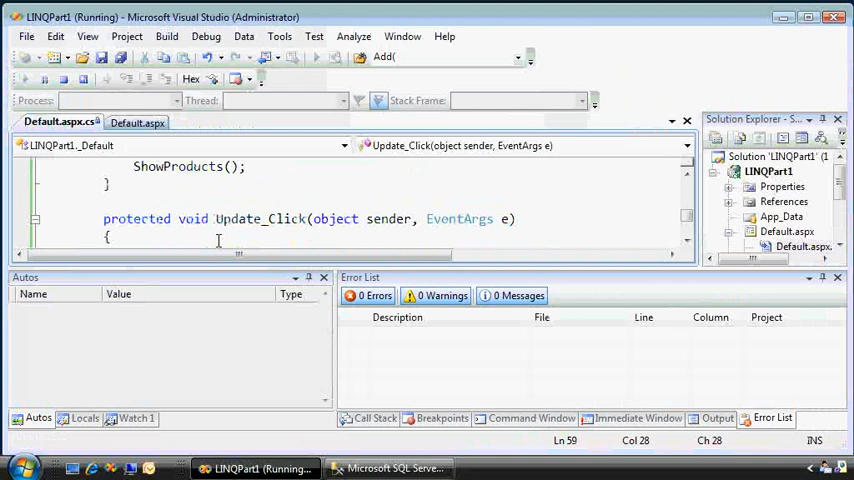 LINQPart1 (Running) - Microsoft Visual Studio (Administrator)
File Edit View Project Build Debug Data Tools Test Analyze Window Help
Add(
Hex
Process: Thread: Stack Frame:
Default.aspx.cs Default.aspx
LINQPart1._Default Update_Click(object sender, EventArgs e)
ShowProducts();
}
protected void Update_Click(object sender, EventArgs e)
{
Solution Explorer - S...
Solution 'LINQPart1' (1
LINQPart1
Properties
References
App_Data
Default.aspx
Default.aspx.
Autos
Name Value Type
Error List
0 Errors 0 Warnings 0 Messages
Description File Line Column Project
Autos Locals Watch 1
Call Stack Breakpoints Command Window Immediate Window Output Error List
Ln 59 Col 28 Ch 28 INS
LINQPart1 (Running... Microsoft SQL Serve...